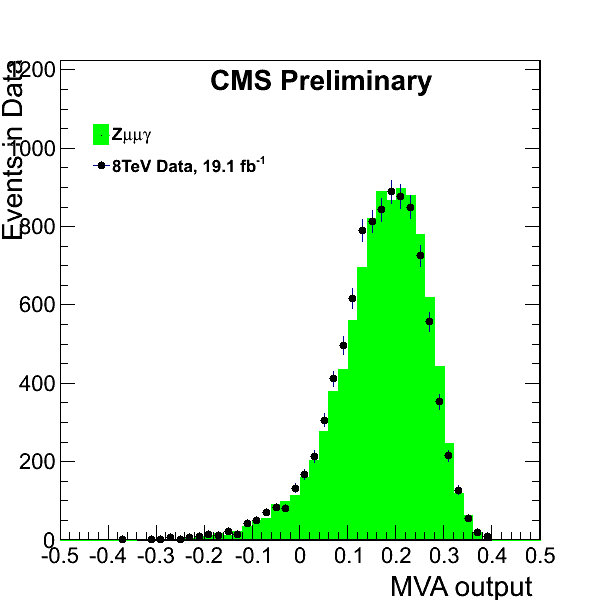 CMS Preliminary
Zμμγ
8TeV Data, 19.1 fb⁻¹
Events in Data
1200
1000
800
600
400
200
0
-0.5 -0.4 -0.3 -0.2 -0.1 0 0.1 0.2 0.3 0.4 0.5
MVA output